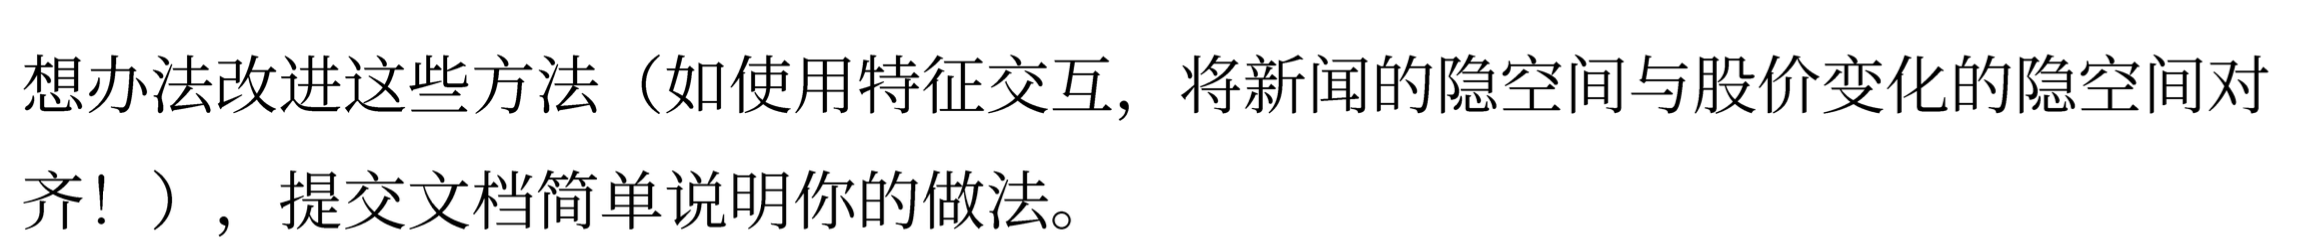 想办法改进这些方法（如使用特征交互，将新闻的隐空间与股价变化的隐空间对
齐！），提交文档简单说明你的做法。